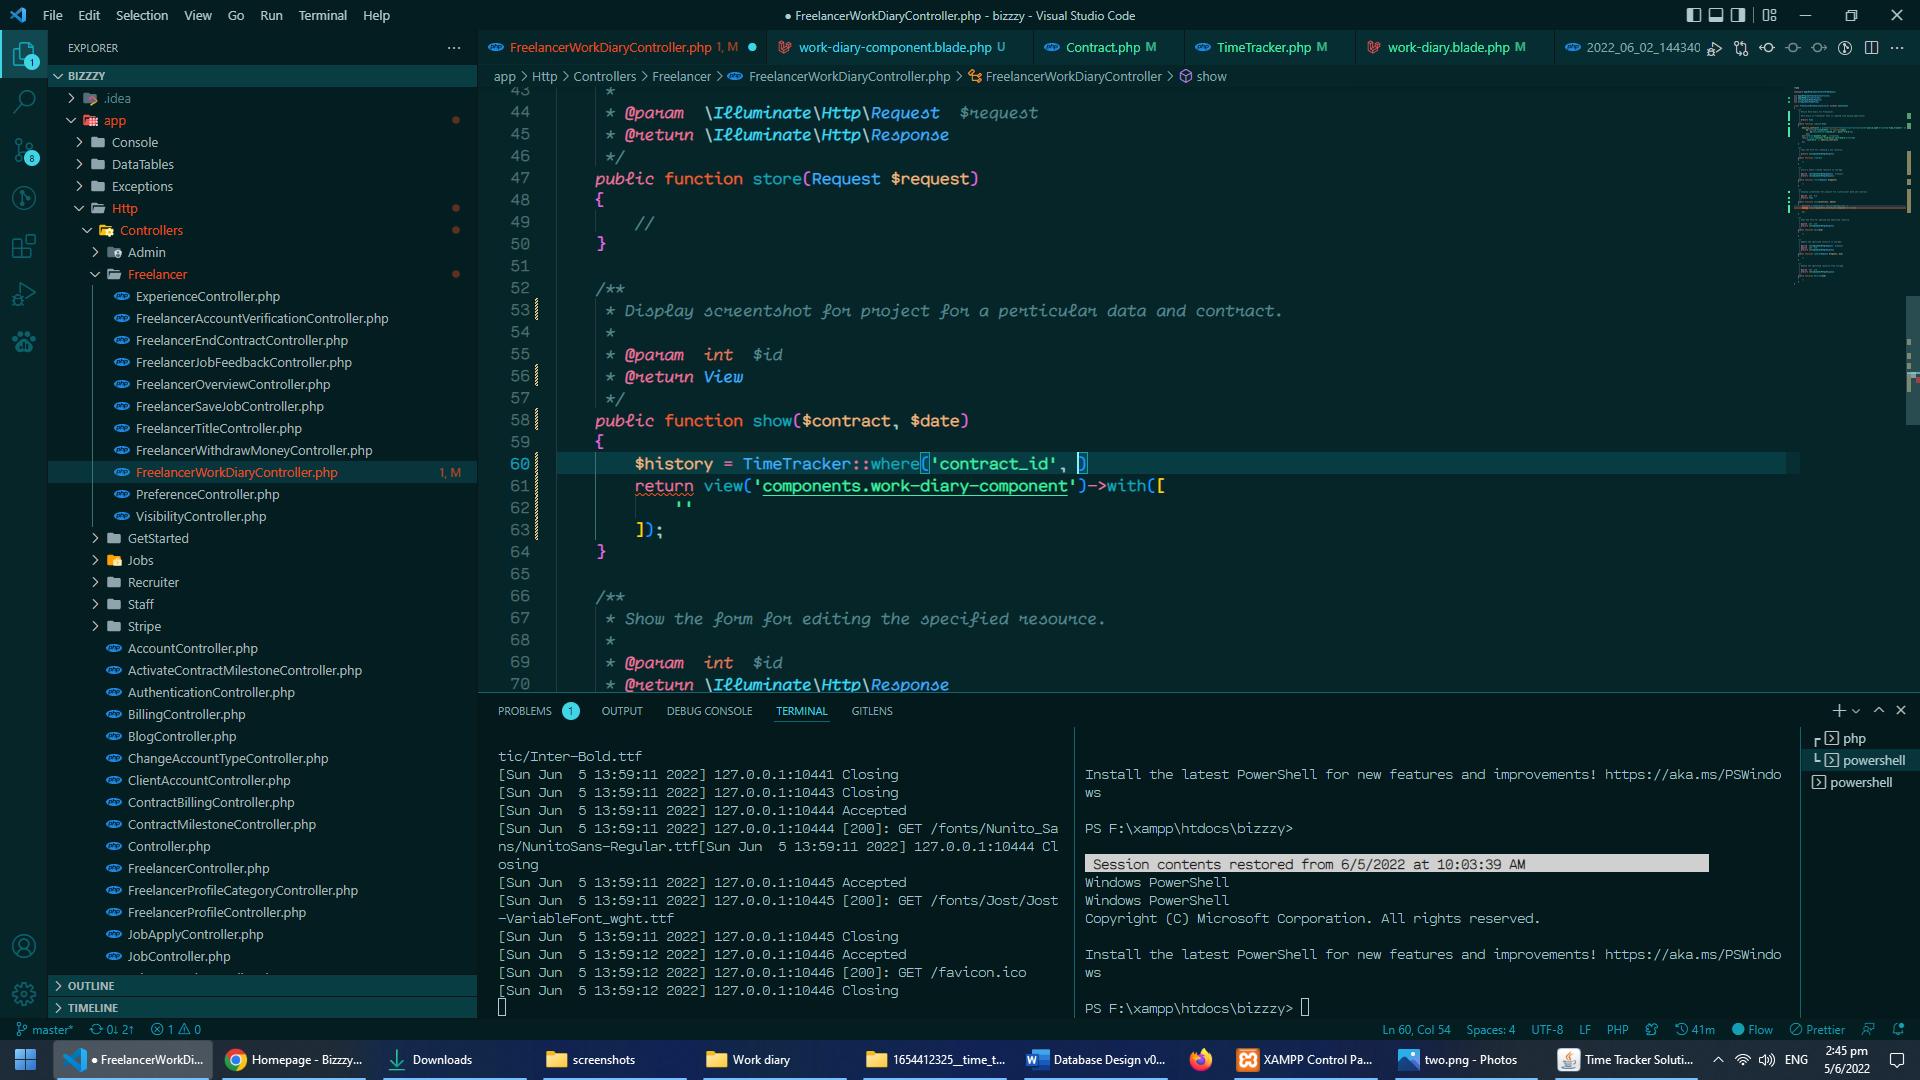 File Edit Selection View Go Run Terminal Help
● FreelancerWorkDiaryController.php - bizzzy - Visual Studio Code
EXPLORER
BIZZZY
.idea
app
Console
DataTables
Exceptions
Http
Controllers
Admin
Freelancer
ExperienceController.php
FreelancerAccountVerificationController.php
FreelancerEndContractController.php
FreelancerJobFeedbackController.php
FreelancerOverviewController.php
FreelancerSaveJobController.php
FreelancerTitleController.php
FreelancerWithdrawMoneyController.php
FreelancerWorkDiaryController.php 1, M
PreferenceController.php
VisibilityController.php
GetStarted
Jobs
Recruiter
Staff
Stripe
AccountController.php
ActivateContractMilestoneController.php
AuthenticationController.php
BillingController.php
BlogController.php
ChangeAccountTypeController.php
ClientAccountController.php
ContractBillingController.php
ContractMilestoneController.php
Controller.php
FreelancerController.php
FreelancerProfileCategoryController.php
FreelancerProfileController.php
JobApplyController.php
JobController.php
OUTLINE
TIMELINE
1
8
FreelancerWorkDiaryController.php 1, M ● work-diary-component.blade.php U Contract.php M TimeTracker.php M work-diary.blade.php M 2022_06_02_144340
app > Http > Controllers > Freelancer > FreelancerWorkDiaryController.php > FreelancerWorkDiaryController > show
43 *
44 * @param \Illuminate\Http\Request $request
45 * @return \Illuminate\Http\Response
46 */
47 public function store(Request $request)
48 {
49 //
50 }
51
52 /**
53 * Display screentshot for project for a perticular data and contract.
54 *
55 * @param int $id
56 * @return View
57 */
58 public function show($contract, $date)
59 {
60 $history = TimeTracker::where('contract_id', )
61 return view('components.work-diary-component')->with([
62 ''
63 ]);
64 }
65
66 /**
67 * Show the form for editing the specified resource.
68 *
69 * @param int $id
70 * @return \Illuminate\Http\Response
PROBLEMS 1 OUTPUT DEBUG CONSOLE TERMINAL GITLENS
tic/Inter-Bold.ttf
[Sun Jun 5 13:59:11 2022] 127.0.0.1:10441 Closing
[Sun Jun 5 13:59:11 2022] 127.0.0.1:10443 Closing
[Sun Jun 5 13:59:11 2022] 127.0.0.1:10444 Accepted
[Sun Jun 5 13:59:11 2022] 127.0.0.1:10444 [200]: GET /fonts/Nunito_Sa
ns/NunitoSans-Regular.ttf[Sun Jun 5 13:59:11 2022] 127.0.0.1:10444 Cl
osing
[Sun Jun 5 13:59:11 2022] 127.0.0.1:10445 Accepted
[Sun Jun 5 13:59:11 2022] 127.0.0.1:10445 [200]: GET /fonts/Jost/Jost
-VariableFont_wght.ttf
[Sun Jun 5 13:59:11 2022] 127.0.0.1:10445 Closing
[Sun Jun 5 13:59:12 2022] 127.0.0.1:10446 Accepted
[Sun Jun 5 13:59:12 2022] 127.0.0.1:10446 [200]: GET /favicon.ico
[Sun Jun 5 13:59:12 2022] 127.0.0.1:10446 Closing
Install the latest PowerShell for new features and improvements! https://aka.ms/PSWindo
ws
PS F:\xampp\htdocs\bizzzy>
Session contents restored from 6/5/2022 at 10:03:39 AM
Windows PowerShell
Windows PowerShell
Copyright (C) Microsoft Corporation. All rights reserved.
Install the latest PowerShell for new features and improvements! https://aka.ms/PSWindo
ws
PS F:\xampp\htdocs\bizzzy>
php
powershell
powershell
master* 0↓ 2↑ 1 0
Ln 60, Col 54 Spaces: 4 UTF-8 LF PHP 41m Flow Prettier
● FreelancerWorkDi... Homepage - Bizzzy... Downloads screenshots Work diary 1654412325__time_t... Database Design v0... XAMPP Control Pa... two.png - Photos Time Tracker Soluti... ENG
2:45 pm
5/6/2022